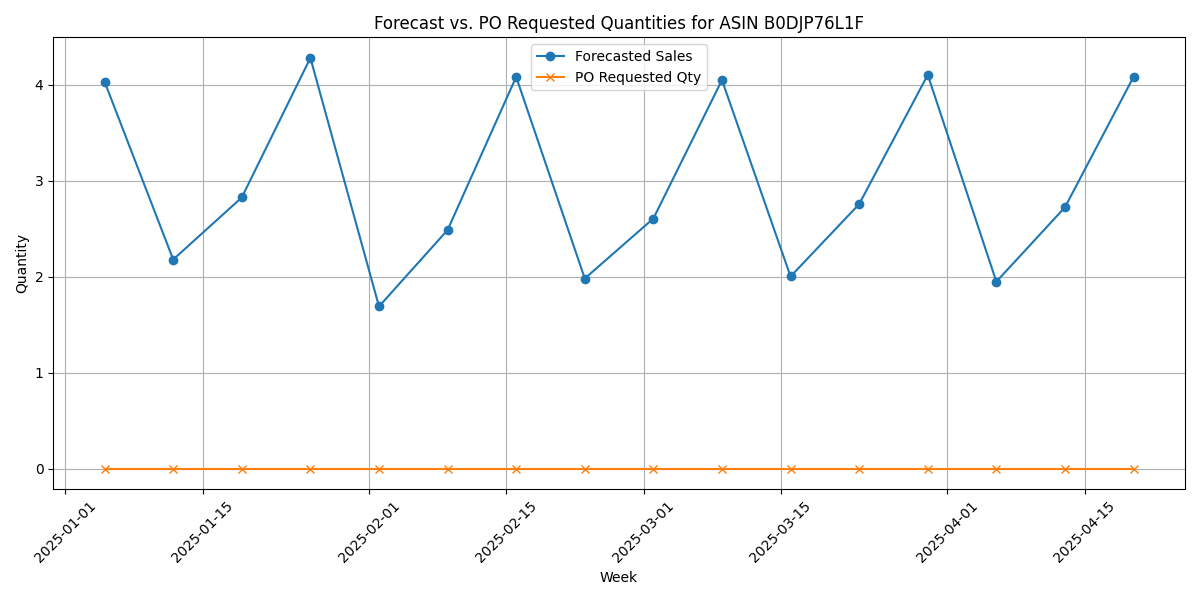 Forecast vs. PO Requested Quantities for ASIN B0DJP76L1F
Forecasted Sales
PO Requested Qty
Quantity
4
3
2
1
0
2025-01-01
2025-01-15
2025-02-01
2025-02-15
2025-03-01
2025-03-15
2025-04-01
2025-04-15
Week